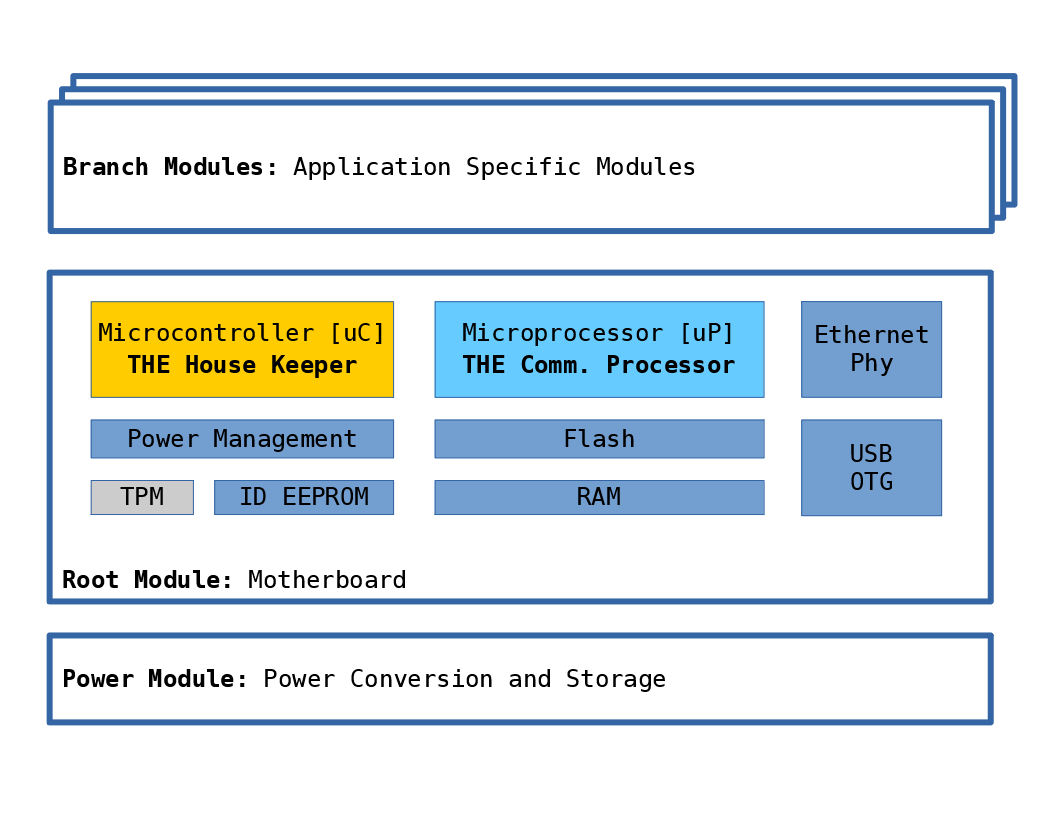 Branch Modules: Application Specific Modules
Microcontroller [uC]
THE House Keeper
Microprocessor [uP]
THE Comm. Processor
Ethernet
Phy
Power Management
Flash
USB
OTG
TPM
ID EEPROM
RAM
Root Module: Motherboard
Power Module: Power Conversion and Storage